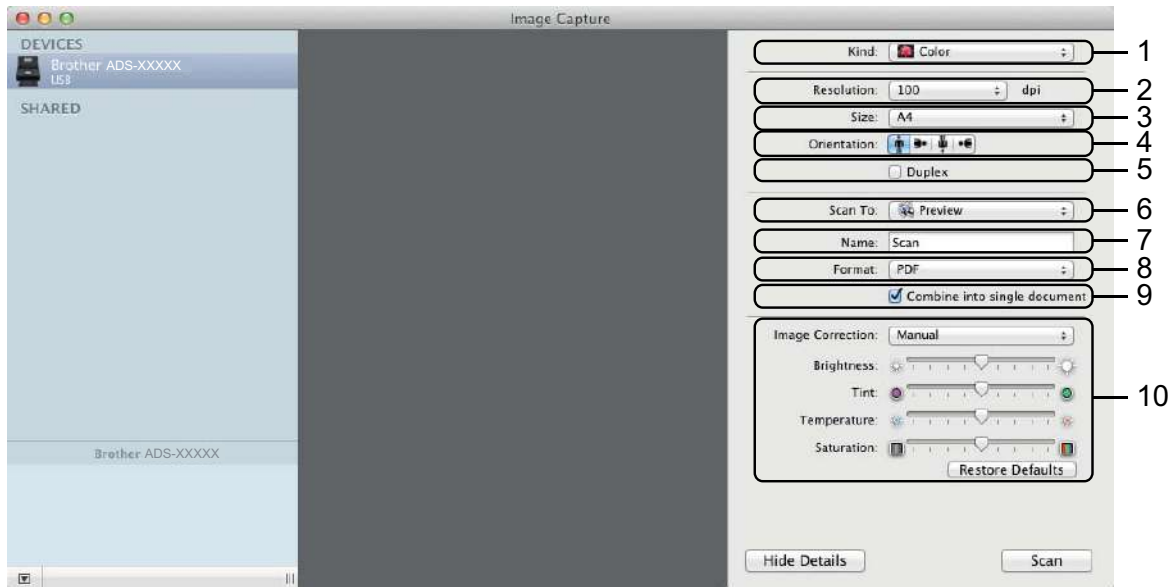 Image Capture
DEVICES
Brother ADS-XXXXX
USB
SHARED
Brother ADS-XXXXX
Kind: Color 1
Resolution: 100 dpi 2
Size: A4 3
Orientation: 4
Duplex 5
Scan To: Preview 6
Name: Scan 7
Format: PDF 8
Combine into single document 9
Image Correction: Manual
Brightness:
Tint: 10
Temperature:
Saturation:
Restore Defaults
Hide Details Scan